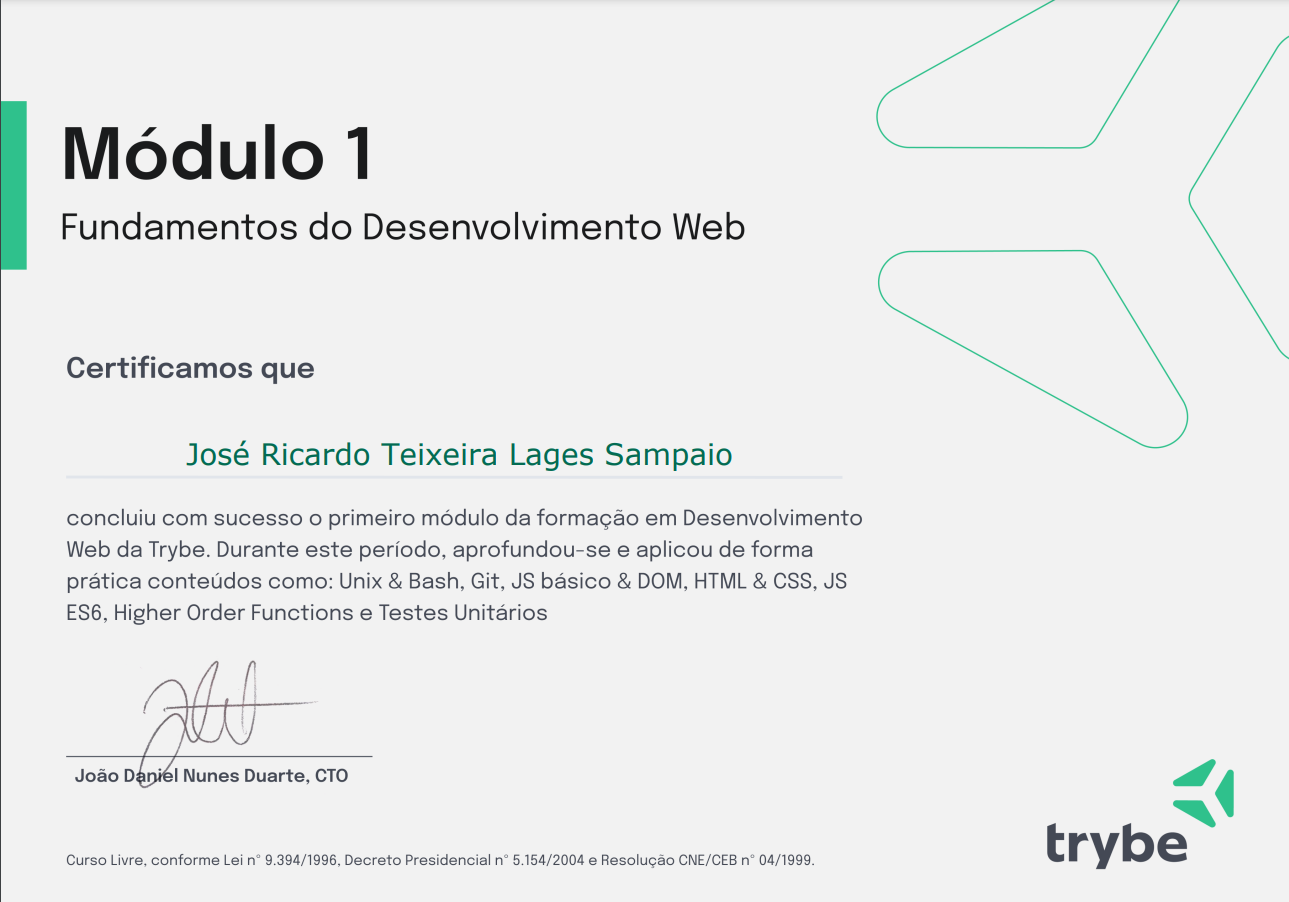 Módulo 1
Fundamentos do Desenvolvimento Web
Certificamos que
José Ricardo Teixeira Lages Sampaio
concluiu com sucesso o primeiro módulo da formação em Desenvolvimento
Web da Trybe. Durante este período, aprofundou-se e aplicou de forma
prática conteúdos como: Unix & Bash, Git, JS básico & DOM, HTML & CSS, JS
ES6, Higher Order Functions e Testes Unitários
João Daniel Nunes Duarte, CTO
Curso Livre, conforme Lei n° 9.394/1996, Decreto Presidencial n° 5.154/2004 e Resolução CNE/CEB n° 04/1999.
trybe